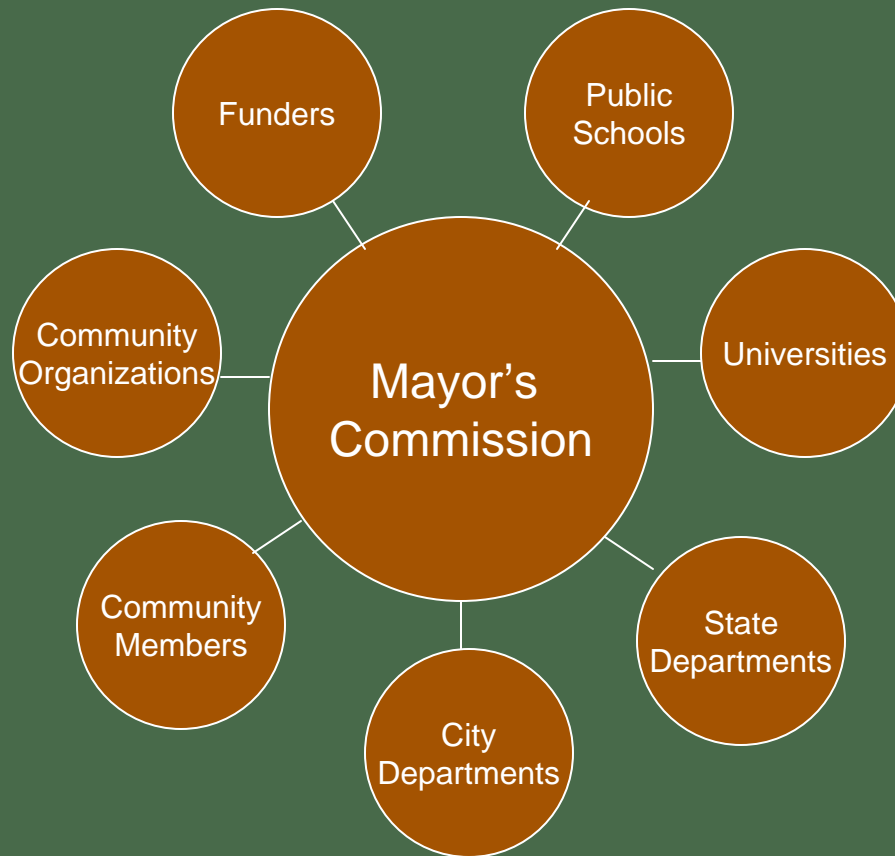 Funders
Public
Schools
Community
Organizations
Universities
Mayor’s
Commission
Community
Members
State
Departments
City
Departments